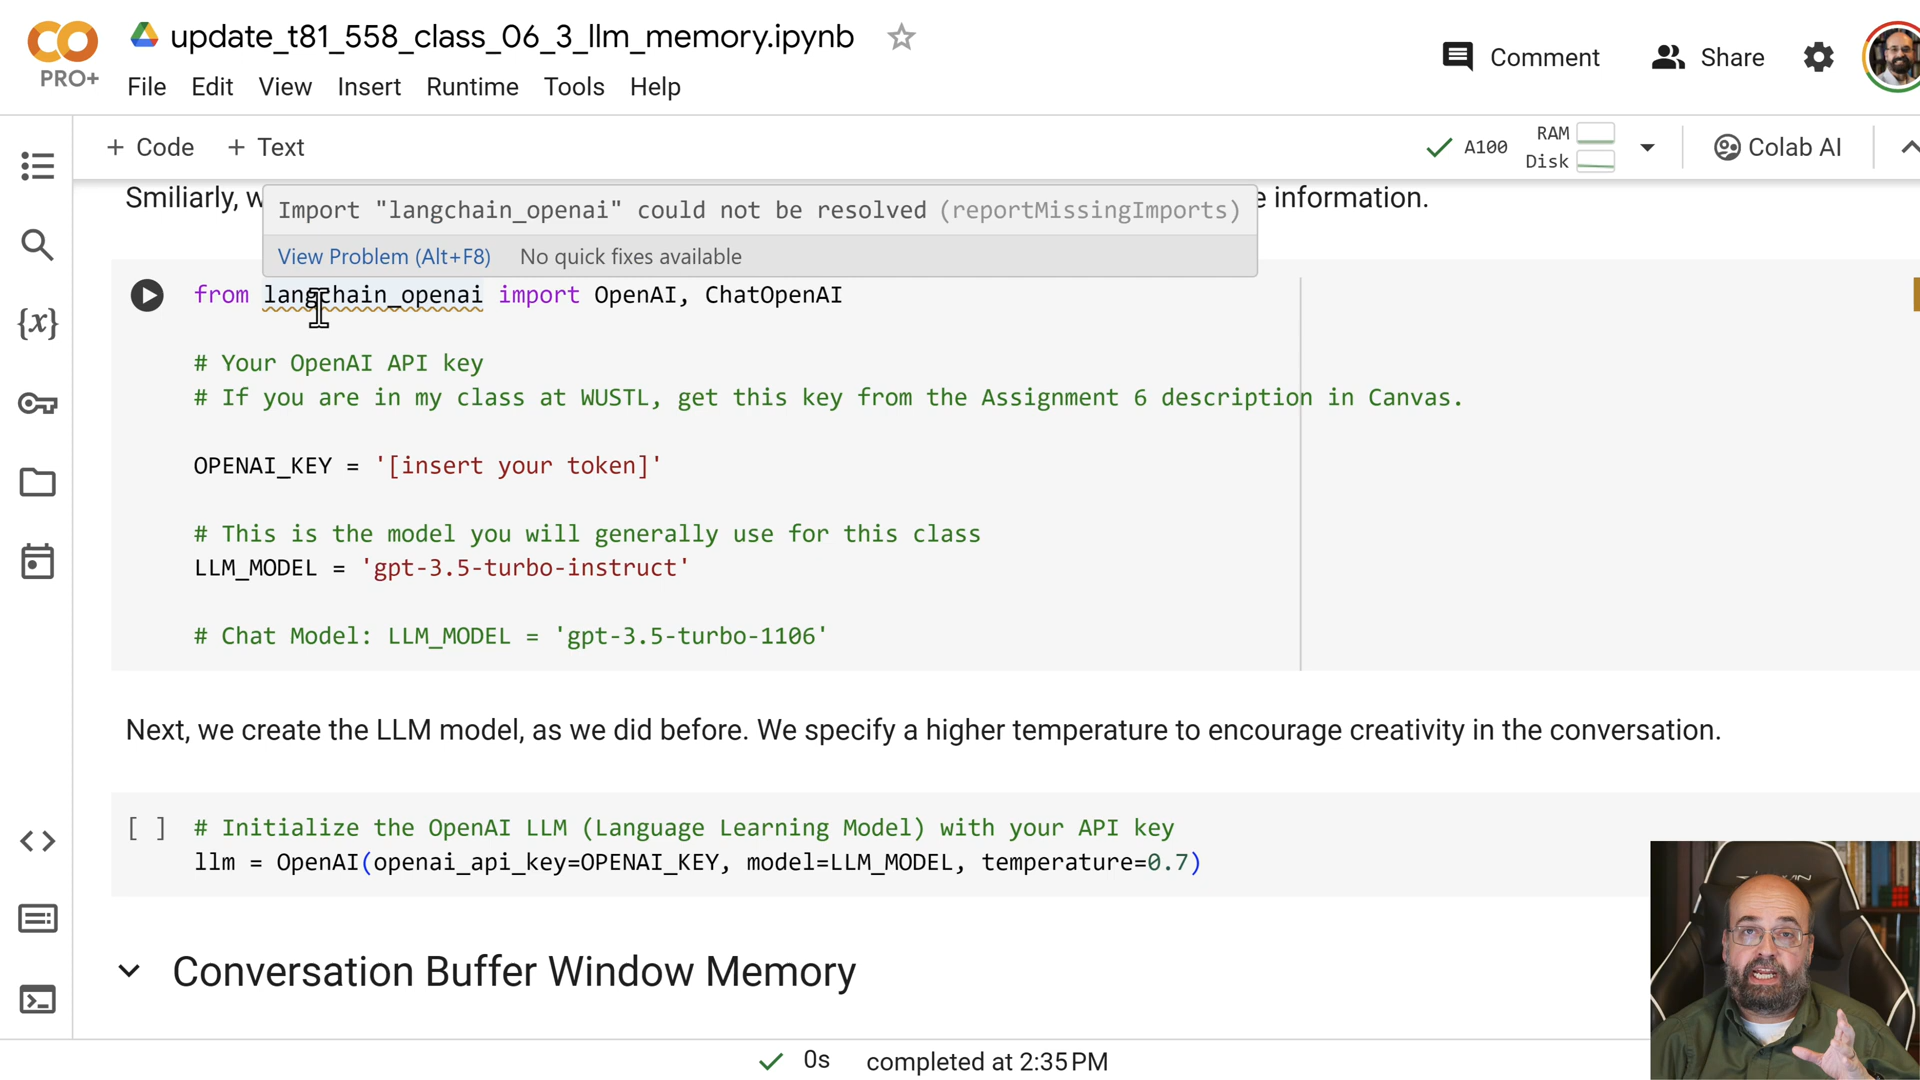 update_t81_558_class_06_3_llm_memory.ipynb
PRO+
File Edit View Insert Runtime Tools Help
Comment
Share
+ Code + Text
A100
RAM
Disk
Colab AI
Smiliarly, w
e information.
Import "langchain_openai" could not be resolved (reportMissingImports)
View Problem (Alt+F8) No quick fixes available
from langchain_openai import OpenAI, ChatOpenAI
# Your OpenAI API key
# If you are in my class at WUSTL, get this key from the Assignment 6 description in Canvas.
OPENAI_KEY = '[insert your token]'
# This is the model you will generally use for this class
LLM_MODEL = 'gpt-3.5-turbo-instruct'
# Chat Model: LLM_MODEL = 'gpt-3.5-turbo-1106'
Next, we create the LLM model, as we did before. We specify a higher temperature to encourage creativity in the conversation.
[ ] # Initialize the OpenAI LLM (Language Learning Model) with your API key
llm = OpenAI(openai_api_key=OPENAI_KEY, model=LLM_MODEL, temperature=0.7)
Conversation Buffer Window Memory
0s completed at 2:35 PM